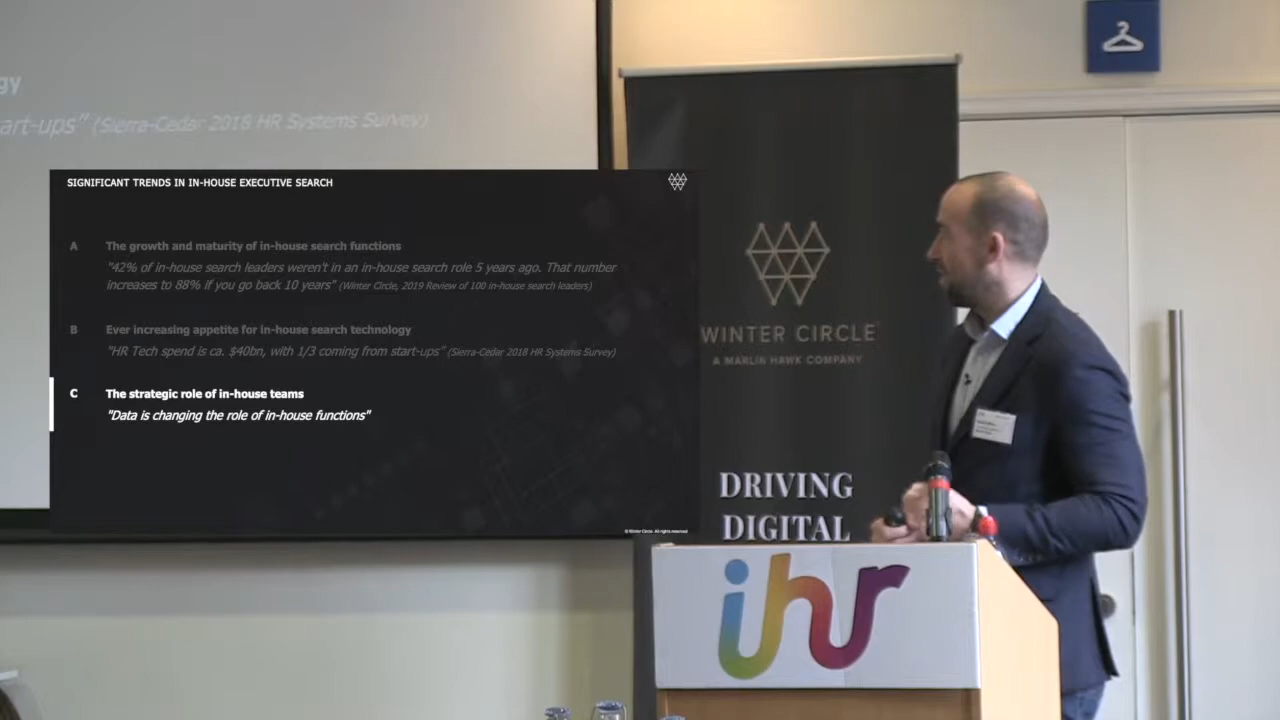 gy
art-ups” (Sierra-Cedar 2018 HR Systems Survey)
SIGNIFICANT TRENDS IN IN-HOUSE EXECUTIVE SEARCH
A The growth and maturity of in-house search functions
"42% of in-house search leaders weren't in an in-house search role 5 years ago. That number
increases to 88% if you go back 10 years" (Winter Circle, 2019 Review of 100 in-house search leaders)
B Ever increasing appetite for in-house search technology
"HR Tech spend is ca. $40bn, with 1/3 coming from start-ups” (Sierra-Cedar 2018 HR Systems Survey)
C The strategic role of in-house teams
"Data is changing the role of in-house functions"
© Winter Circle. All rights reserved
WINTER CIRCLE
A MARLIN HAWK COMPANY
DRIVING
DIGITAL
ihr